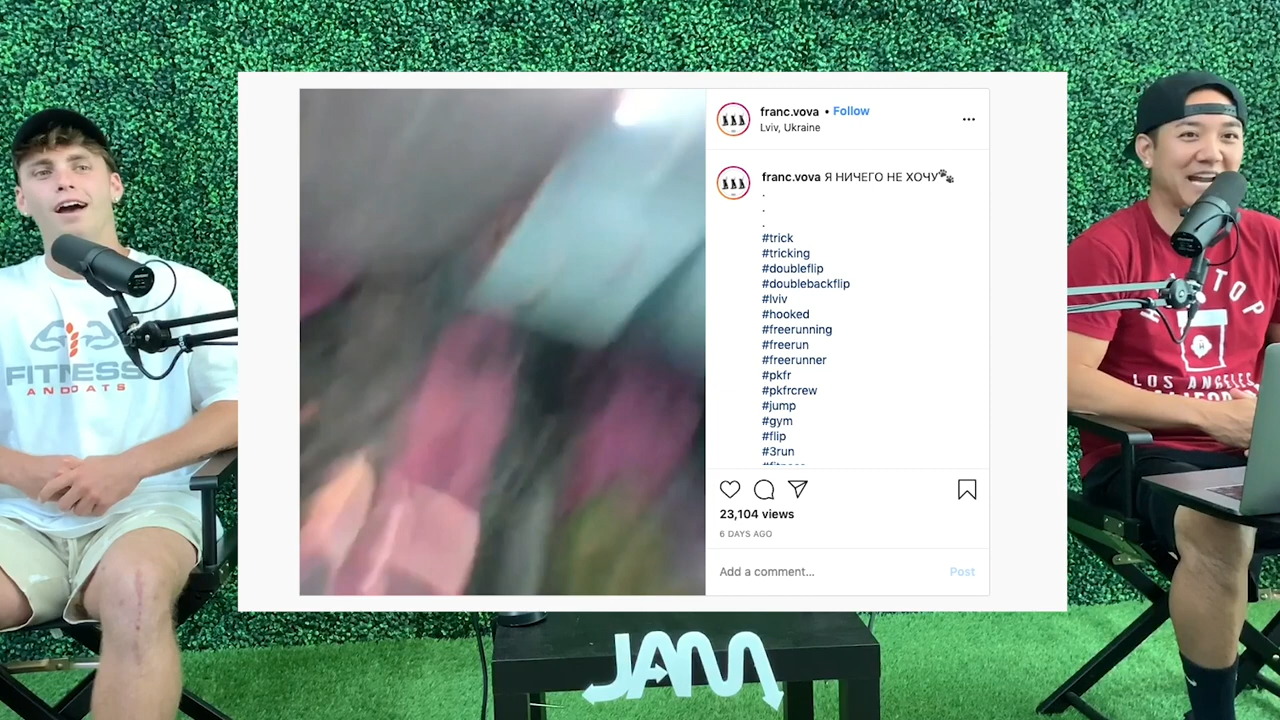 franc.vova • Follow
Lviv, Ukraine
franc.vova Я НИЧЕГО НЕ ХОЧУ🐾
.
.
.
#trick
#tricking
#doubleflip
#doublebackflip
#lviv
#hooked
#freerunning
#freerun
#freerunner
#pkfr
#pkfrcrew
#jump
#gym
#flip
#3run
23,104 views
6 DAYS AGO
Add a comment...
Post
FITNESS
LOS ANGELES
JAM